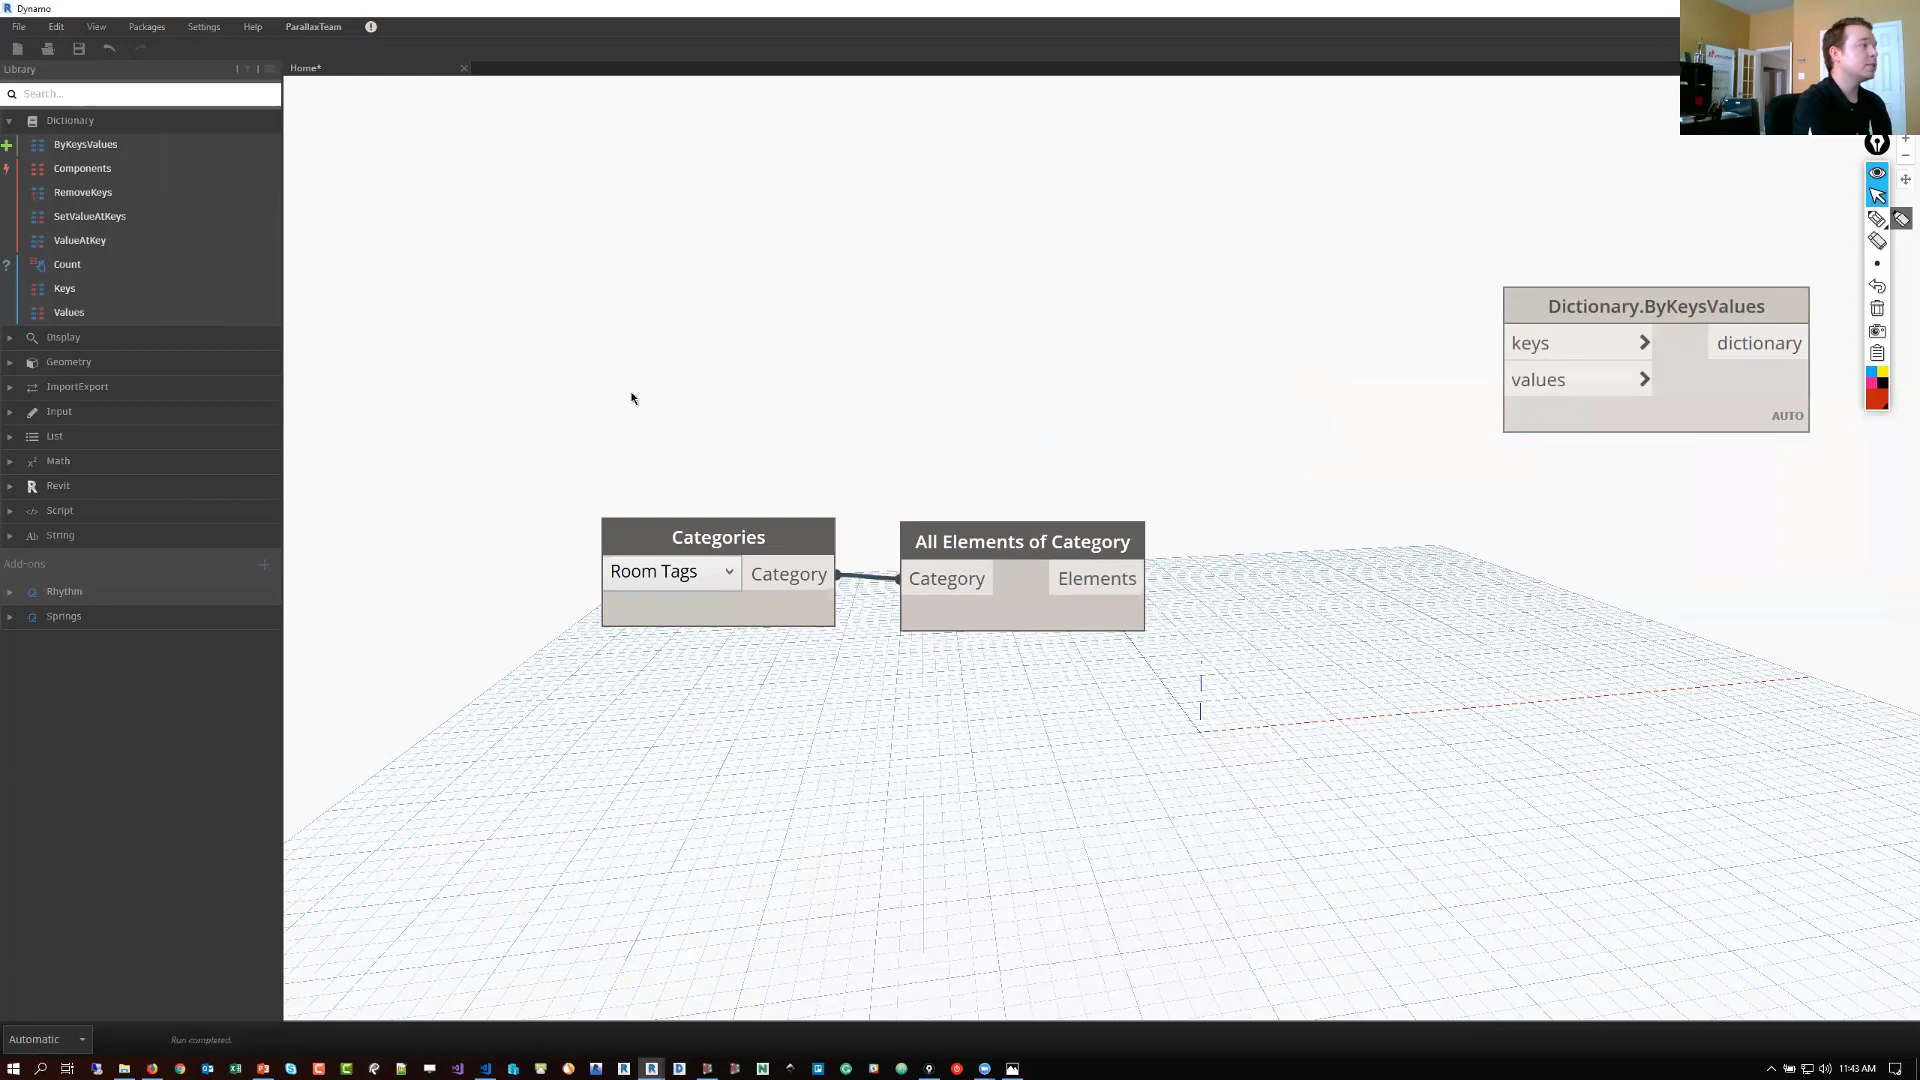 Dynamo
File Edit View Packages Settings Help ParallaxTeam
Library
Home*
Search...
Dictionary
ByKeysValues
Components
RemoveKeys
SetValueAtKeys
ValueAtKey
Count
Keys
Values
Display
Geometry
ImportExport
Input
List
Math
Revit
Script
String
Add-ons
Rhythm
Springs
Dictionary.ByKeysValues
keys dictionary
values
AUTO
Categories
Room Tags Category
All Elements of Category
Category Elements
Automatic Run completed.
11:43 AM